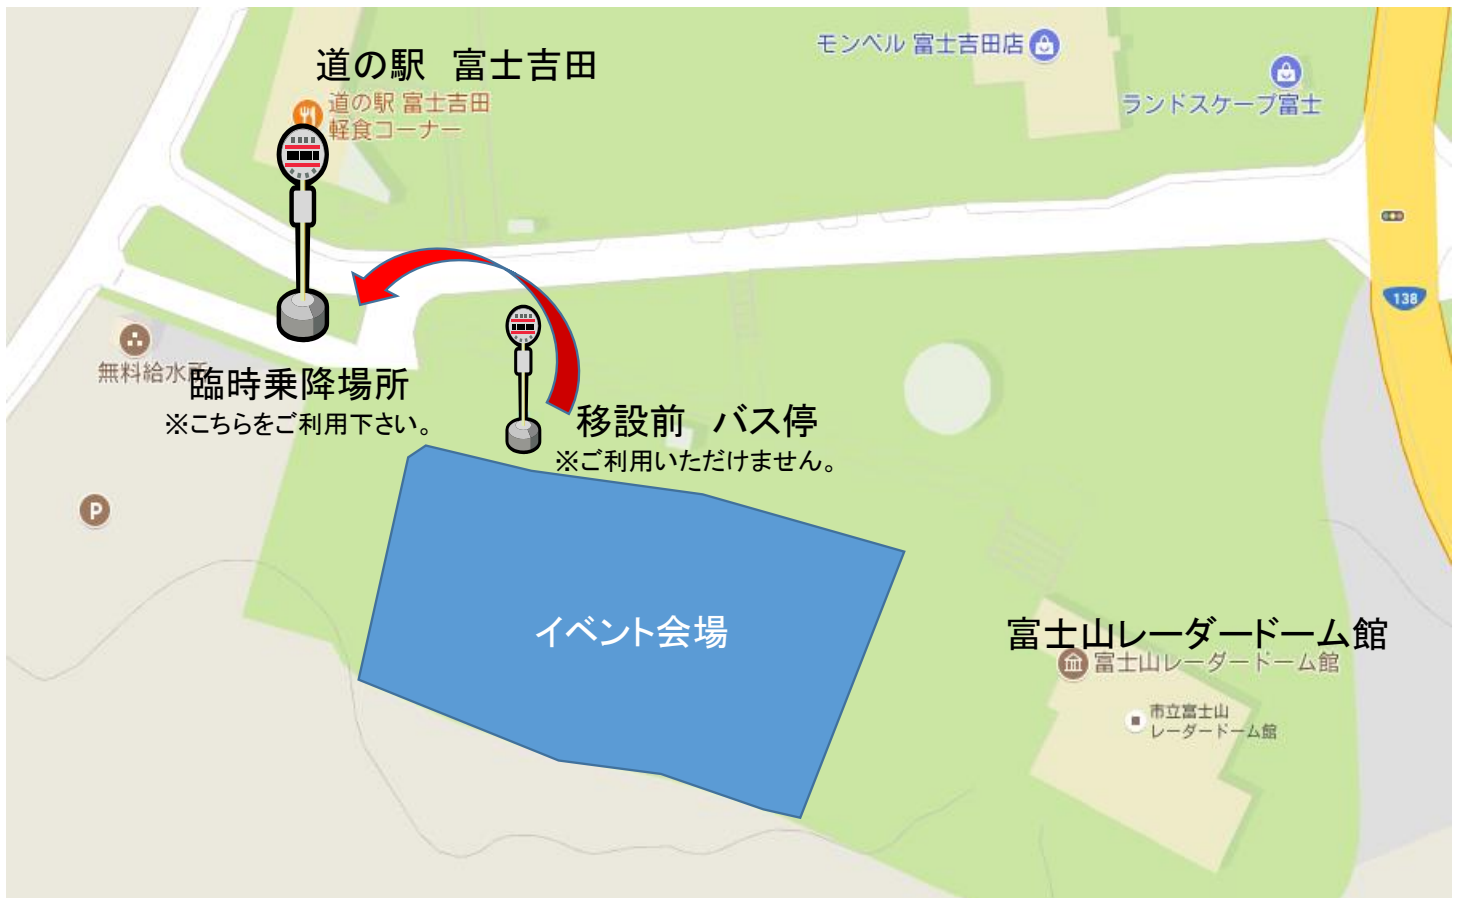 モンベル 富士吉田店
道の駅　富士吉田
ランドスケープ富士
道の駅 富士吉田
軽食コーナー
138
無料給水所
臨時乗降場所
※こちらをご利用下さい。
移設前　バス停
※ご利用いただけません。
P
イベント会場
富士山レーダードーム館
富士山レーダードーム館
市立富士山
レーダードーム館